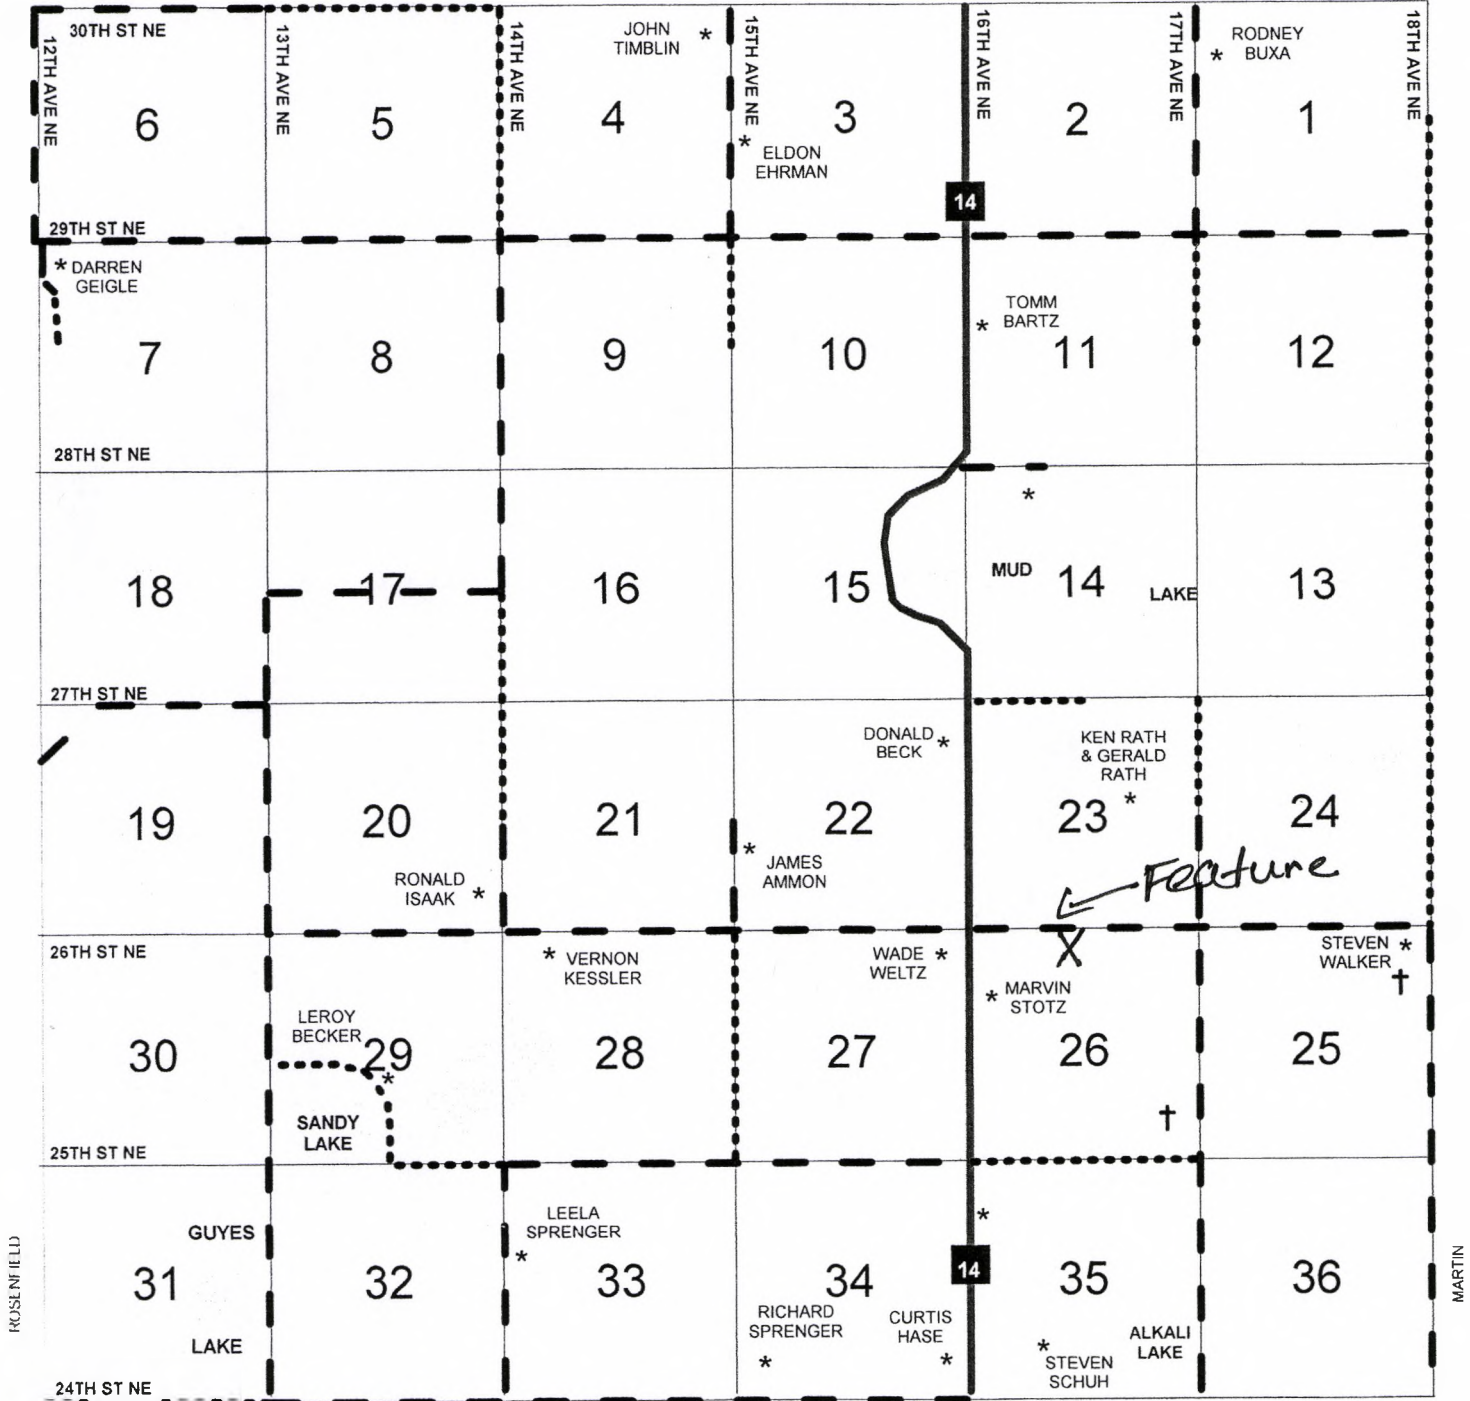 30TH ST NE
12TH AVE NE
13TH AVE NE
14TH AVE NE
15TH AVE NE
16TH AVE NE
17TH AVE NE
18TH AVE NE
JOHN
TIMBLIN
*
RODNEY
BUXA
*
6
5
4
3
2
1
*
ELDON
EHRMAN
14
29TH ST NE
*
DARREN
GEIGLE
TOMM
BARTZ
*
7
8
9
10
11
12
28TH ST NE
*
MUD
LAKE
18
17
16
15
14
13
27TH ST NE
DONALD
BECK
*
KEN RATH
& GERALD
RATH
*
19
20
21
22
23
24
*
JAMES
AMMON
RONALD
ISAAK
*
Feature
X
26TH ST NE
*
VERNON
KESSLER
WADE
WELTZ
*
*
MARVIN
STOTZ
STEVEN
WALKER
*
†
LEROY
BECKER
*
30
29
28
27
26
25
†
SANDY
LAKE
25TH ST NE
GUYES
LAKE
LEELA
SPRENGER
*
*
14
31
32
33
34
35
36
RICHARD
SPRENGER
*
CURTIS
HASE
*
*
STEVEN
SCHUH
ALKALI
LAKE
24TH ST NE
ROSENFIELD
MARTIN